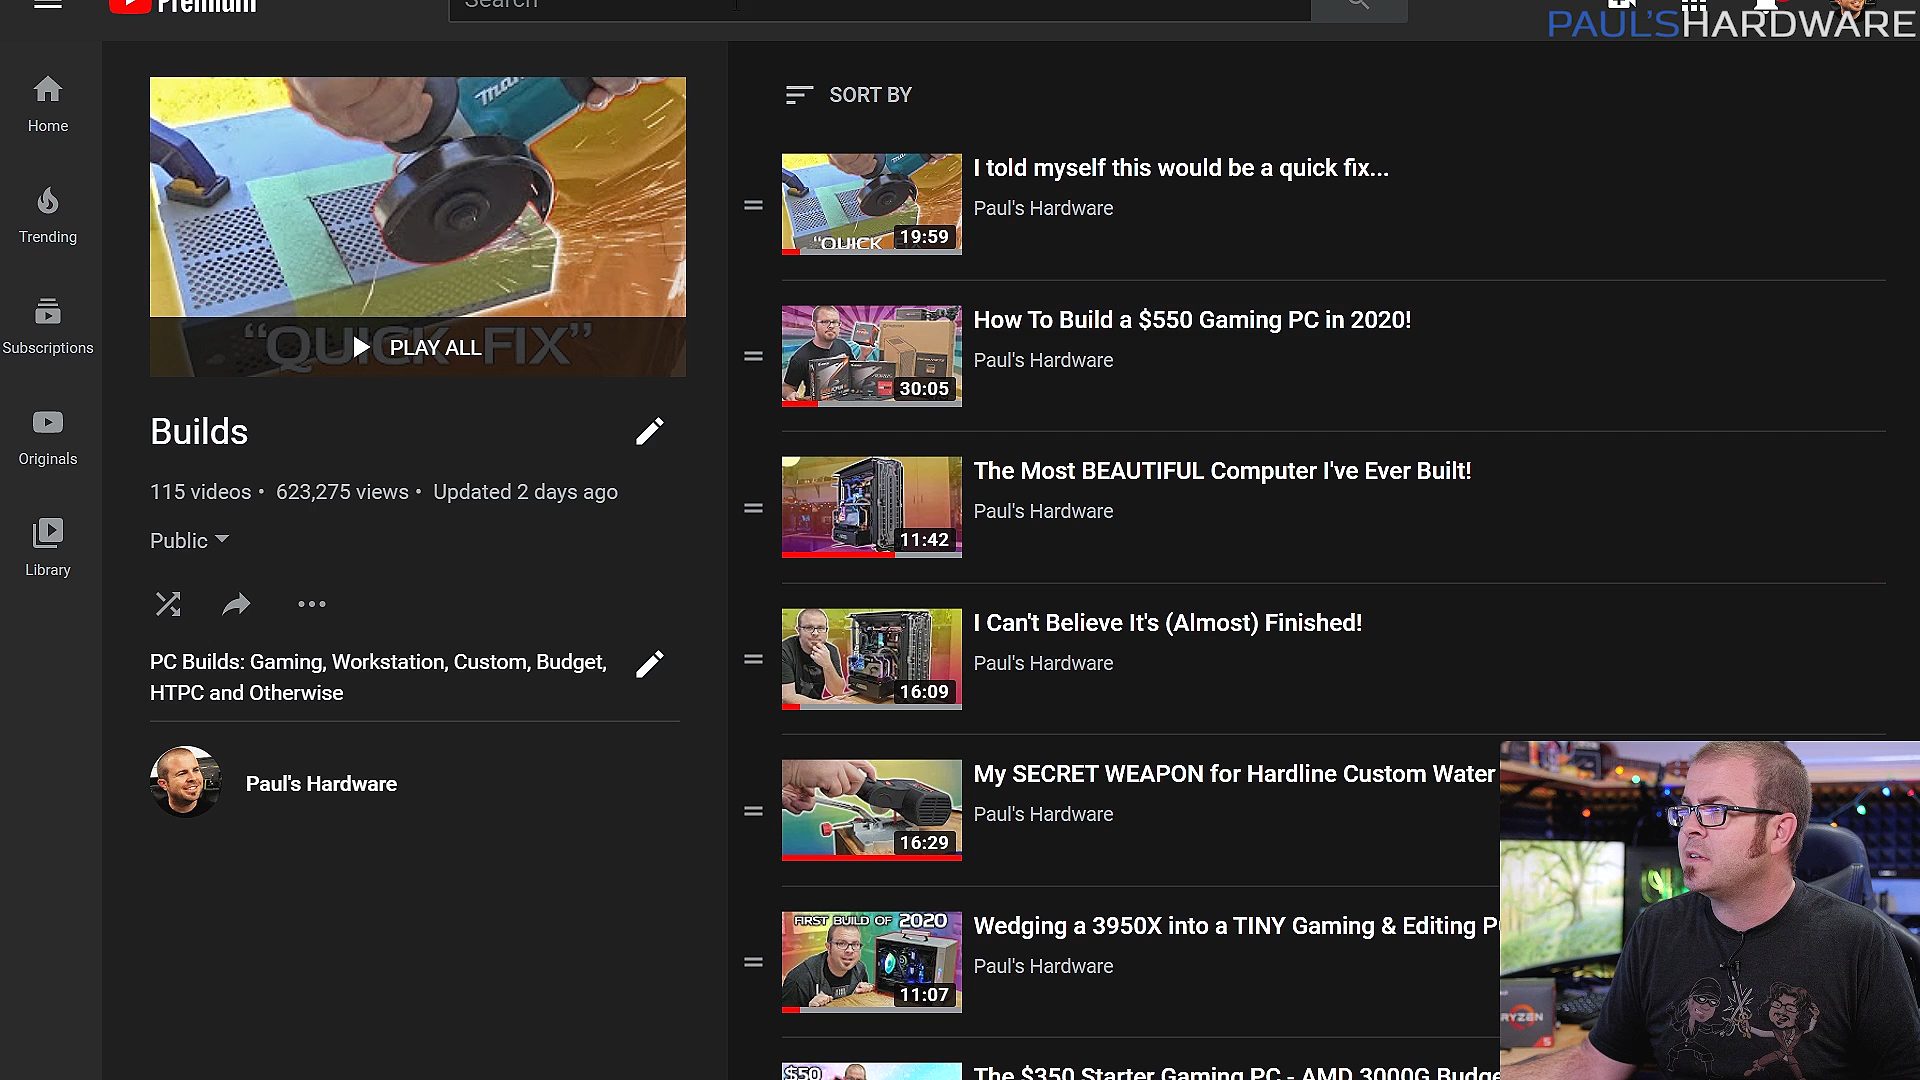 Premium
Search
PAUL'SHARDWARE
Home
Trending
Subscriptions
Originals
Library
makita
"QUICK FIX"
PLAY ALL
Builds
115 videos • 623,275 views • Updated 2 days ago
Public
PC Builds: Gaming, Workstation, Custom, Budget,
HTPC and Otherwise
Paul's Hardware
SORT BY
I told myself this would be a quick fix...
Paul's Hardware
"QUICK
19:59
How To Build a $550 Gaming PC in 2020!
Paul's Hardware
30:05
The Most BEAUTIFUL Computer I've Ever Built!
Paul's Hardware
11:42
I Can't Believe It's (Almost) Finished!
Paul's Hardware
16:09
My SECRET WEAPON for Hardline Custom Water
Paul's Hardware
16:29
Wedging a 3950X into a TINY Gaming & Editing P
Paul's Hardware
FIRST BUILD OF 2020
11:07
The $350 Starter Gaming PC - AMD 3000G Budge
$50
RYZEN
5